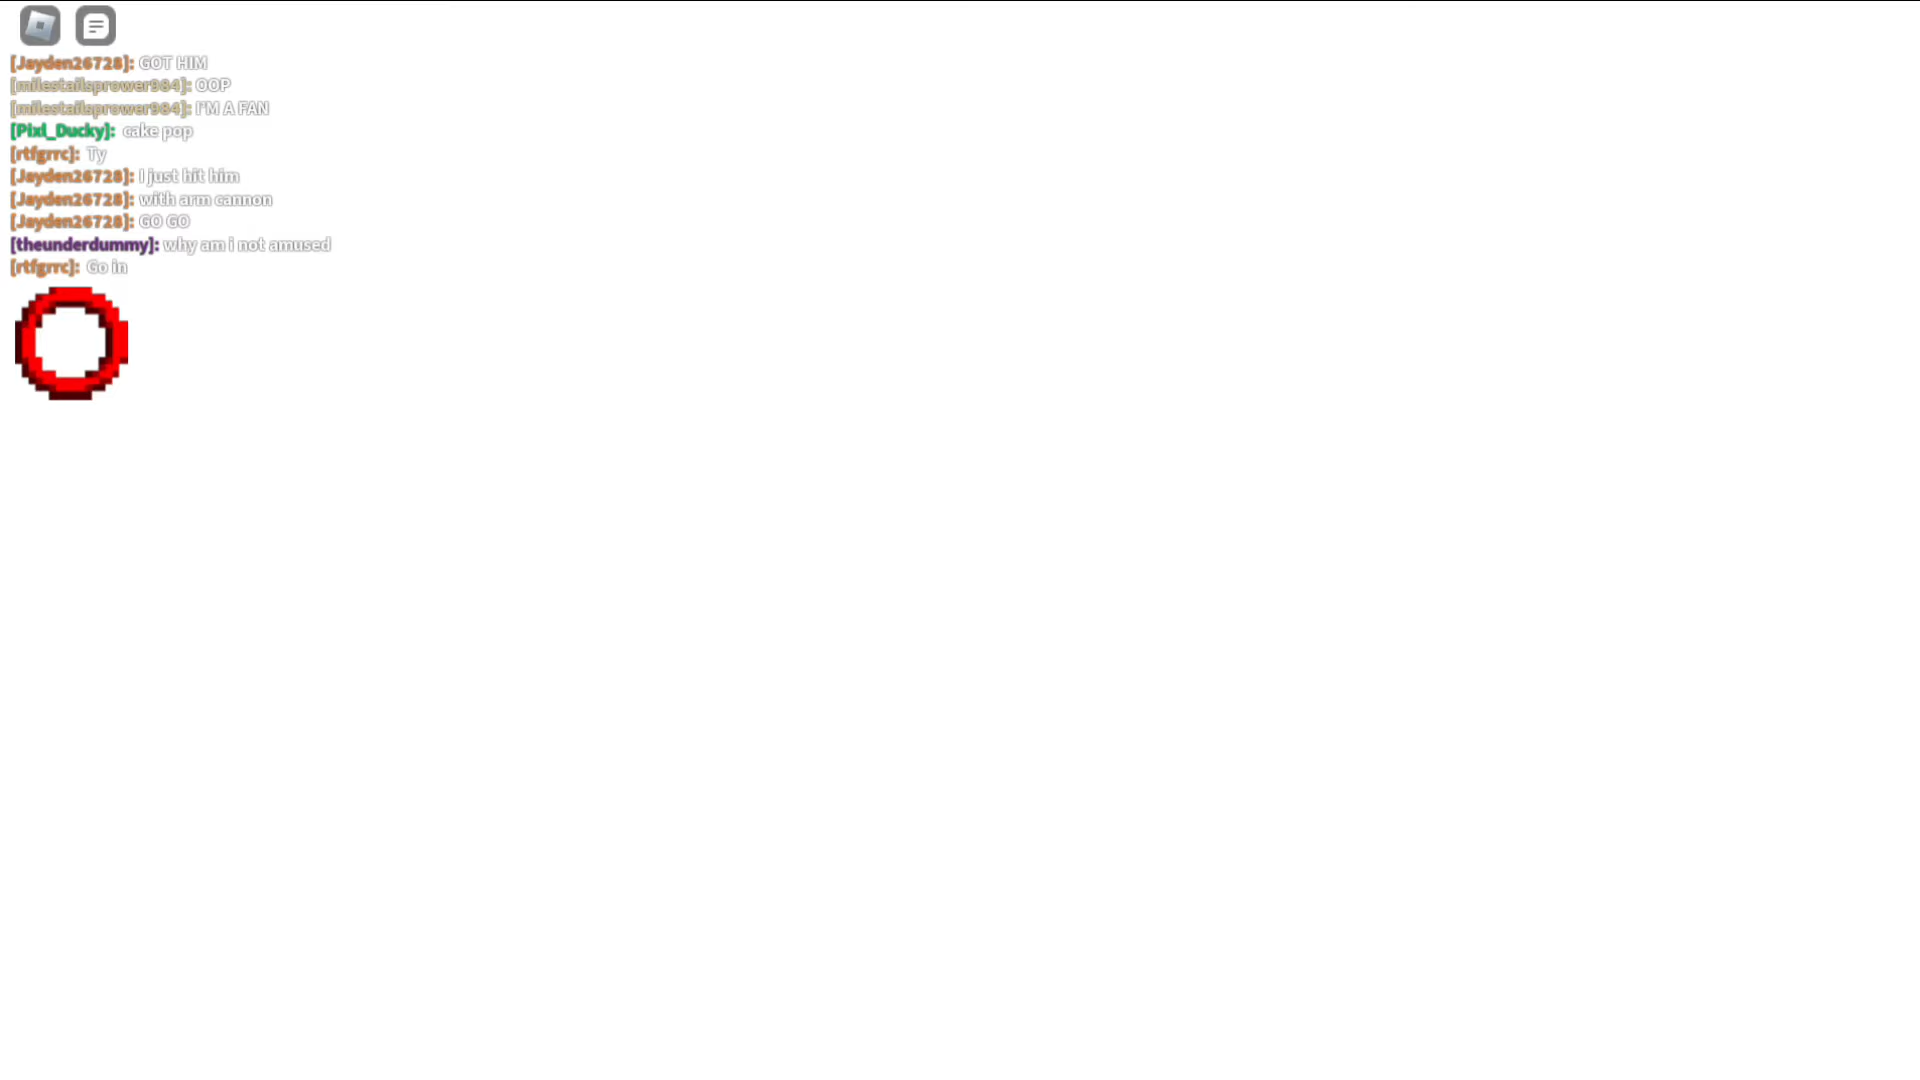 [Jayden26728]: GOT HIM
[milestailsprower984]: OOP
[milestailsprower984]: I'M A FAN
[Pixl_Ducky]: cake pop
[rtfgrrc]: Ty
[Jayden26728]: I just hit him
[Jayden26728]: with arm cannon
[Jayden26728]: GO GO
[theunderdummy]: why am i not amused
[rtfgrrc]: Go in